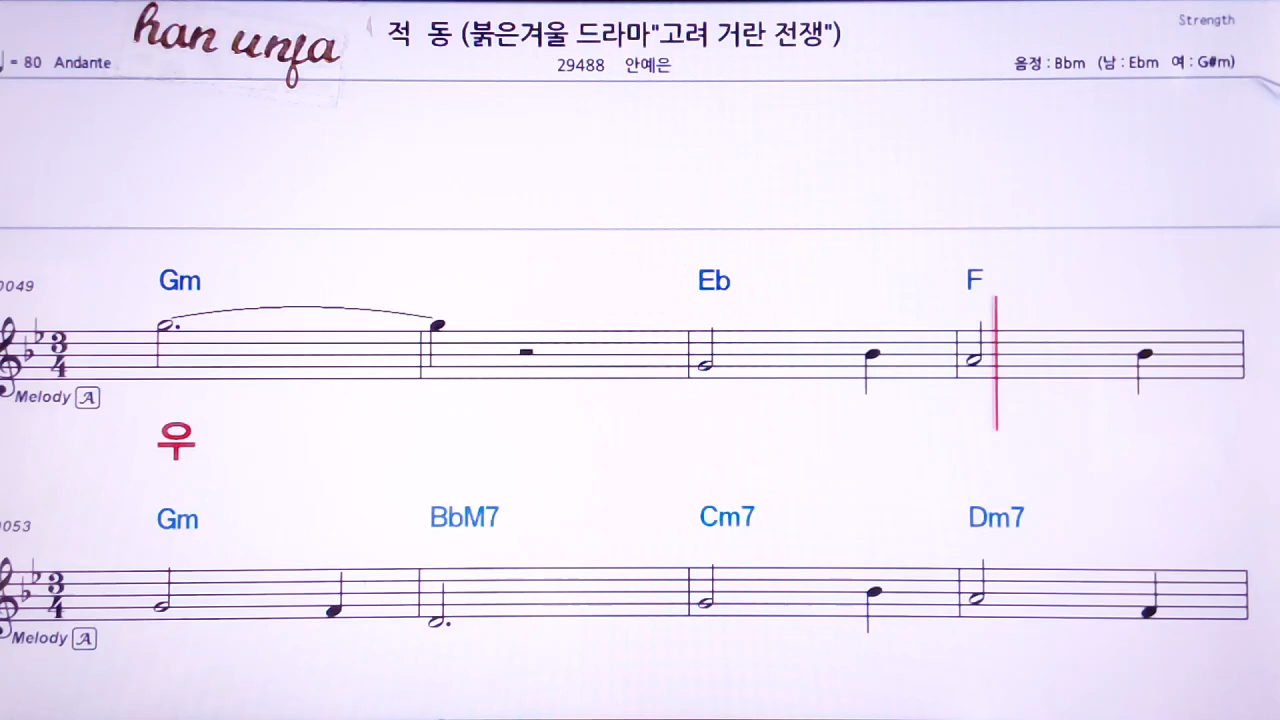 han unfa
적 동 (붉은겨울 드라마"고려 거란 전쟁")
Strength
= 80 Andante
29488 안예은
음정 : Bbm (남 : Ebm 여 : G#m)
Gm Eb F
0049
3
4
Melody A
우
Gm BbM7 Cm7 Dm7
0053
3
4
Melody A